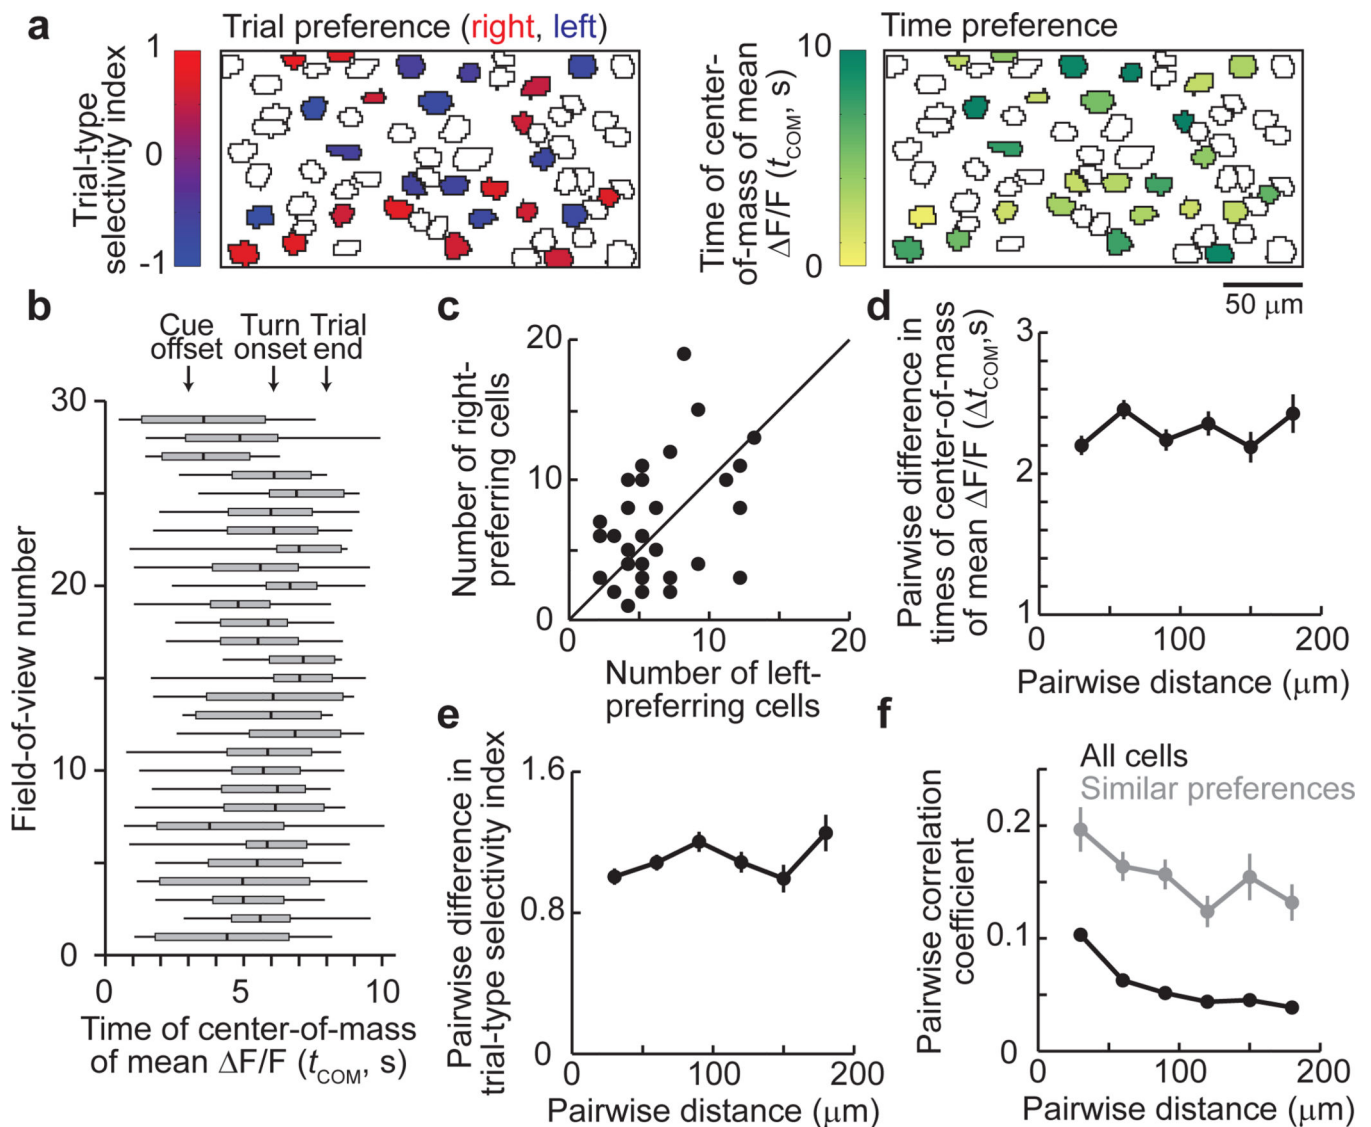 a
Trial preference (right, left)
Trial-type
selectivity index
1
0
-1
Time preference
Time of center-
of-mass of mean
ΔF/F (tCOM, s)
10
0
50 μm
b
Cue
offset
Turn
onset
Trial
end
Field-of-view number
30
20
10
0
0
5
10
Time of center-of-mass
of mean ΔF/F (tCOM, s)
c
Number of right-
preferring cells
20
10
0
0
10
20
Number of left-
preferring cells
d
Pairwise difference in
times of center-of-mass
of mean ΔF/F (ΔtCOM,s)
3
2
1
0
100
200
Pairwise distance (μm)
e
Pairwise difference in
trial-type selectivity index
1.6
0.8
0
0
100
200
Pairwise distance (μm)
f
All cells
Similar preferences
Pairwise correlation
coefficient
0.2
0.1
0
0
100
200
Pairwise distance (μm)